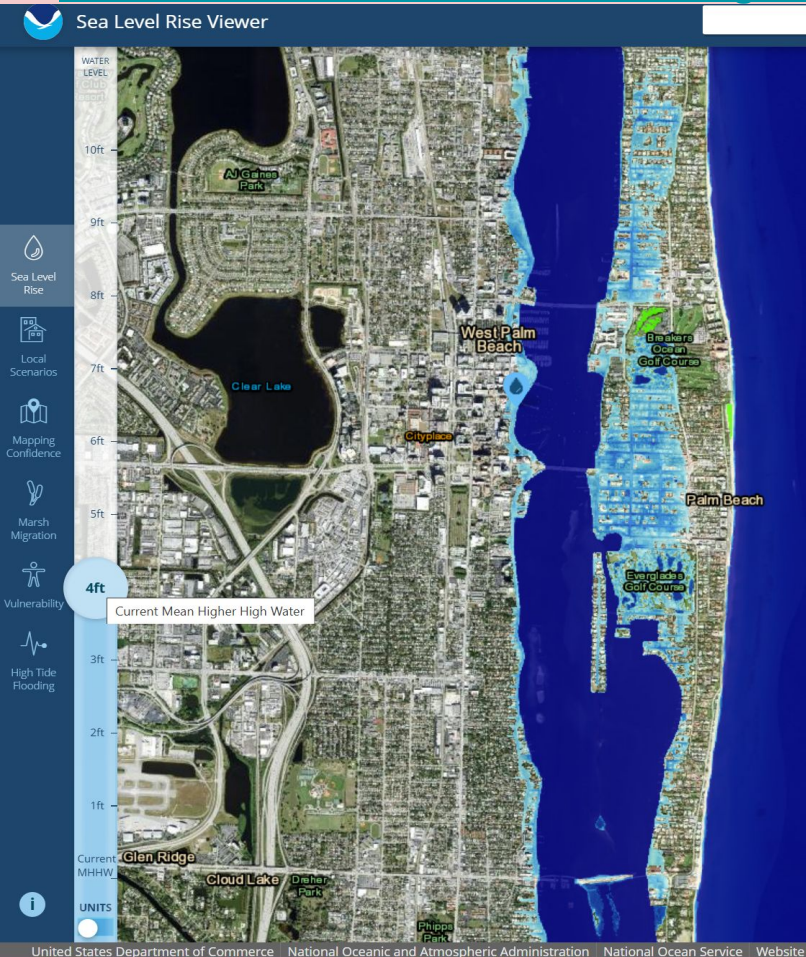 Sea Level Rise Viewer
WATER
LEVEL
10ft
9ft
8ft
7ft
6ft
5ft
4ft
Current Mean Higher High Water
3ft
2ft
1ft
Current
MHHW
UNITS
Sea Level
Rise
Local
Scenarios
Mapping
Confidence
Marsh
Migration
Vulnerability
High Tide
Flooding
i
AJ Gaines
Park
Clear Lake
West Palm
Beach
Cityplace
Breakers
Ocean
Golf Course
Palm Beach
Everglades
Golf Course
Glen Ridge
Cloud Lake
Dreher
Park
Phipps
Park
United States Department of Commerce
National Oceanic and Atmospheric Administration
National Ocean Service
Website